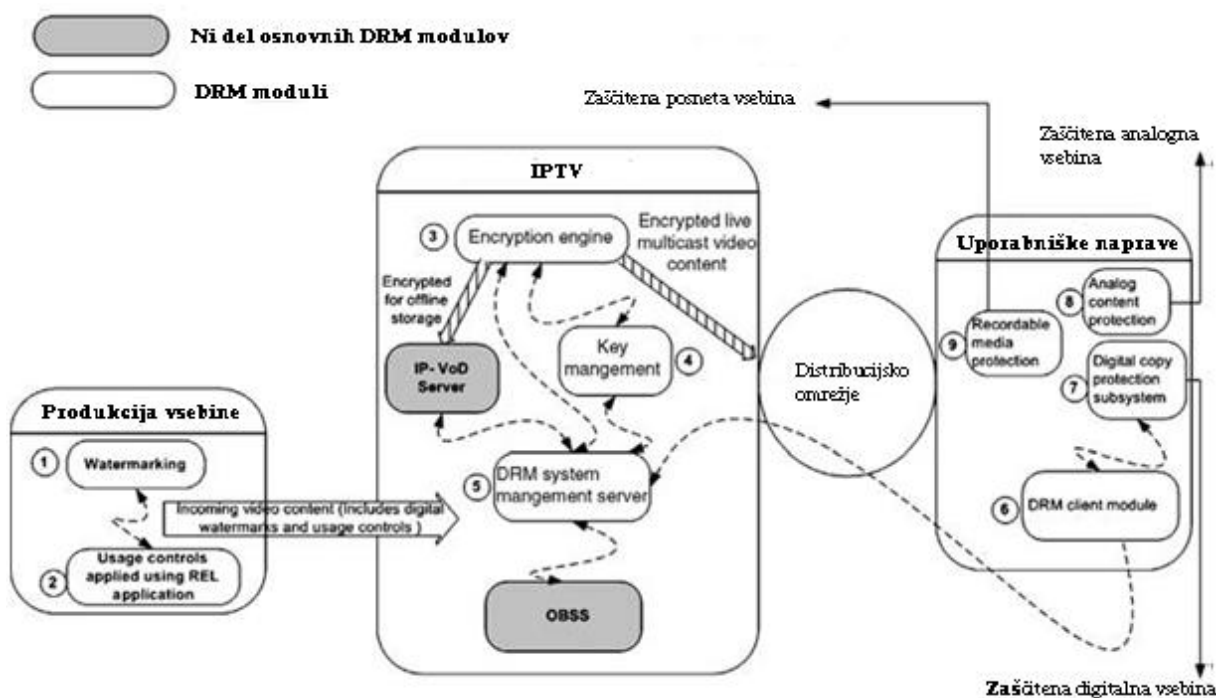 Ni del osnovnih DRM modulov
DRM moduli
Zaščitena posneta vsebina
Zaščitena analogna
vsebina
IPTV
3
Encryption engine
Encrypted live
multicast video
content
Encrypted
for offline
storage
IP- VoD
Server
Key
mangement
4
5
DRM system
mangement server
OBSS
Produkcija vsebine
1
Watermarking
Incoming video content (Includes digital
watermarks and usage controls )
2
Usage controls
applied using REL
application
Distribucijsko
omrežje
Uporabniške naprave
8
Analog
content
protection
9
Recordable
media
protection
7
Digital copy
protection
subsystem
6
DRM client module
Zaščitena digitalna vsebina